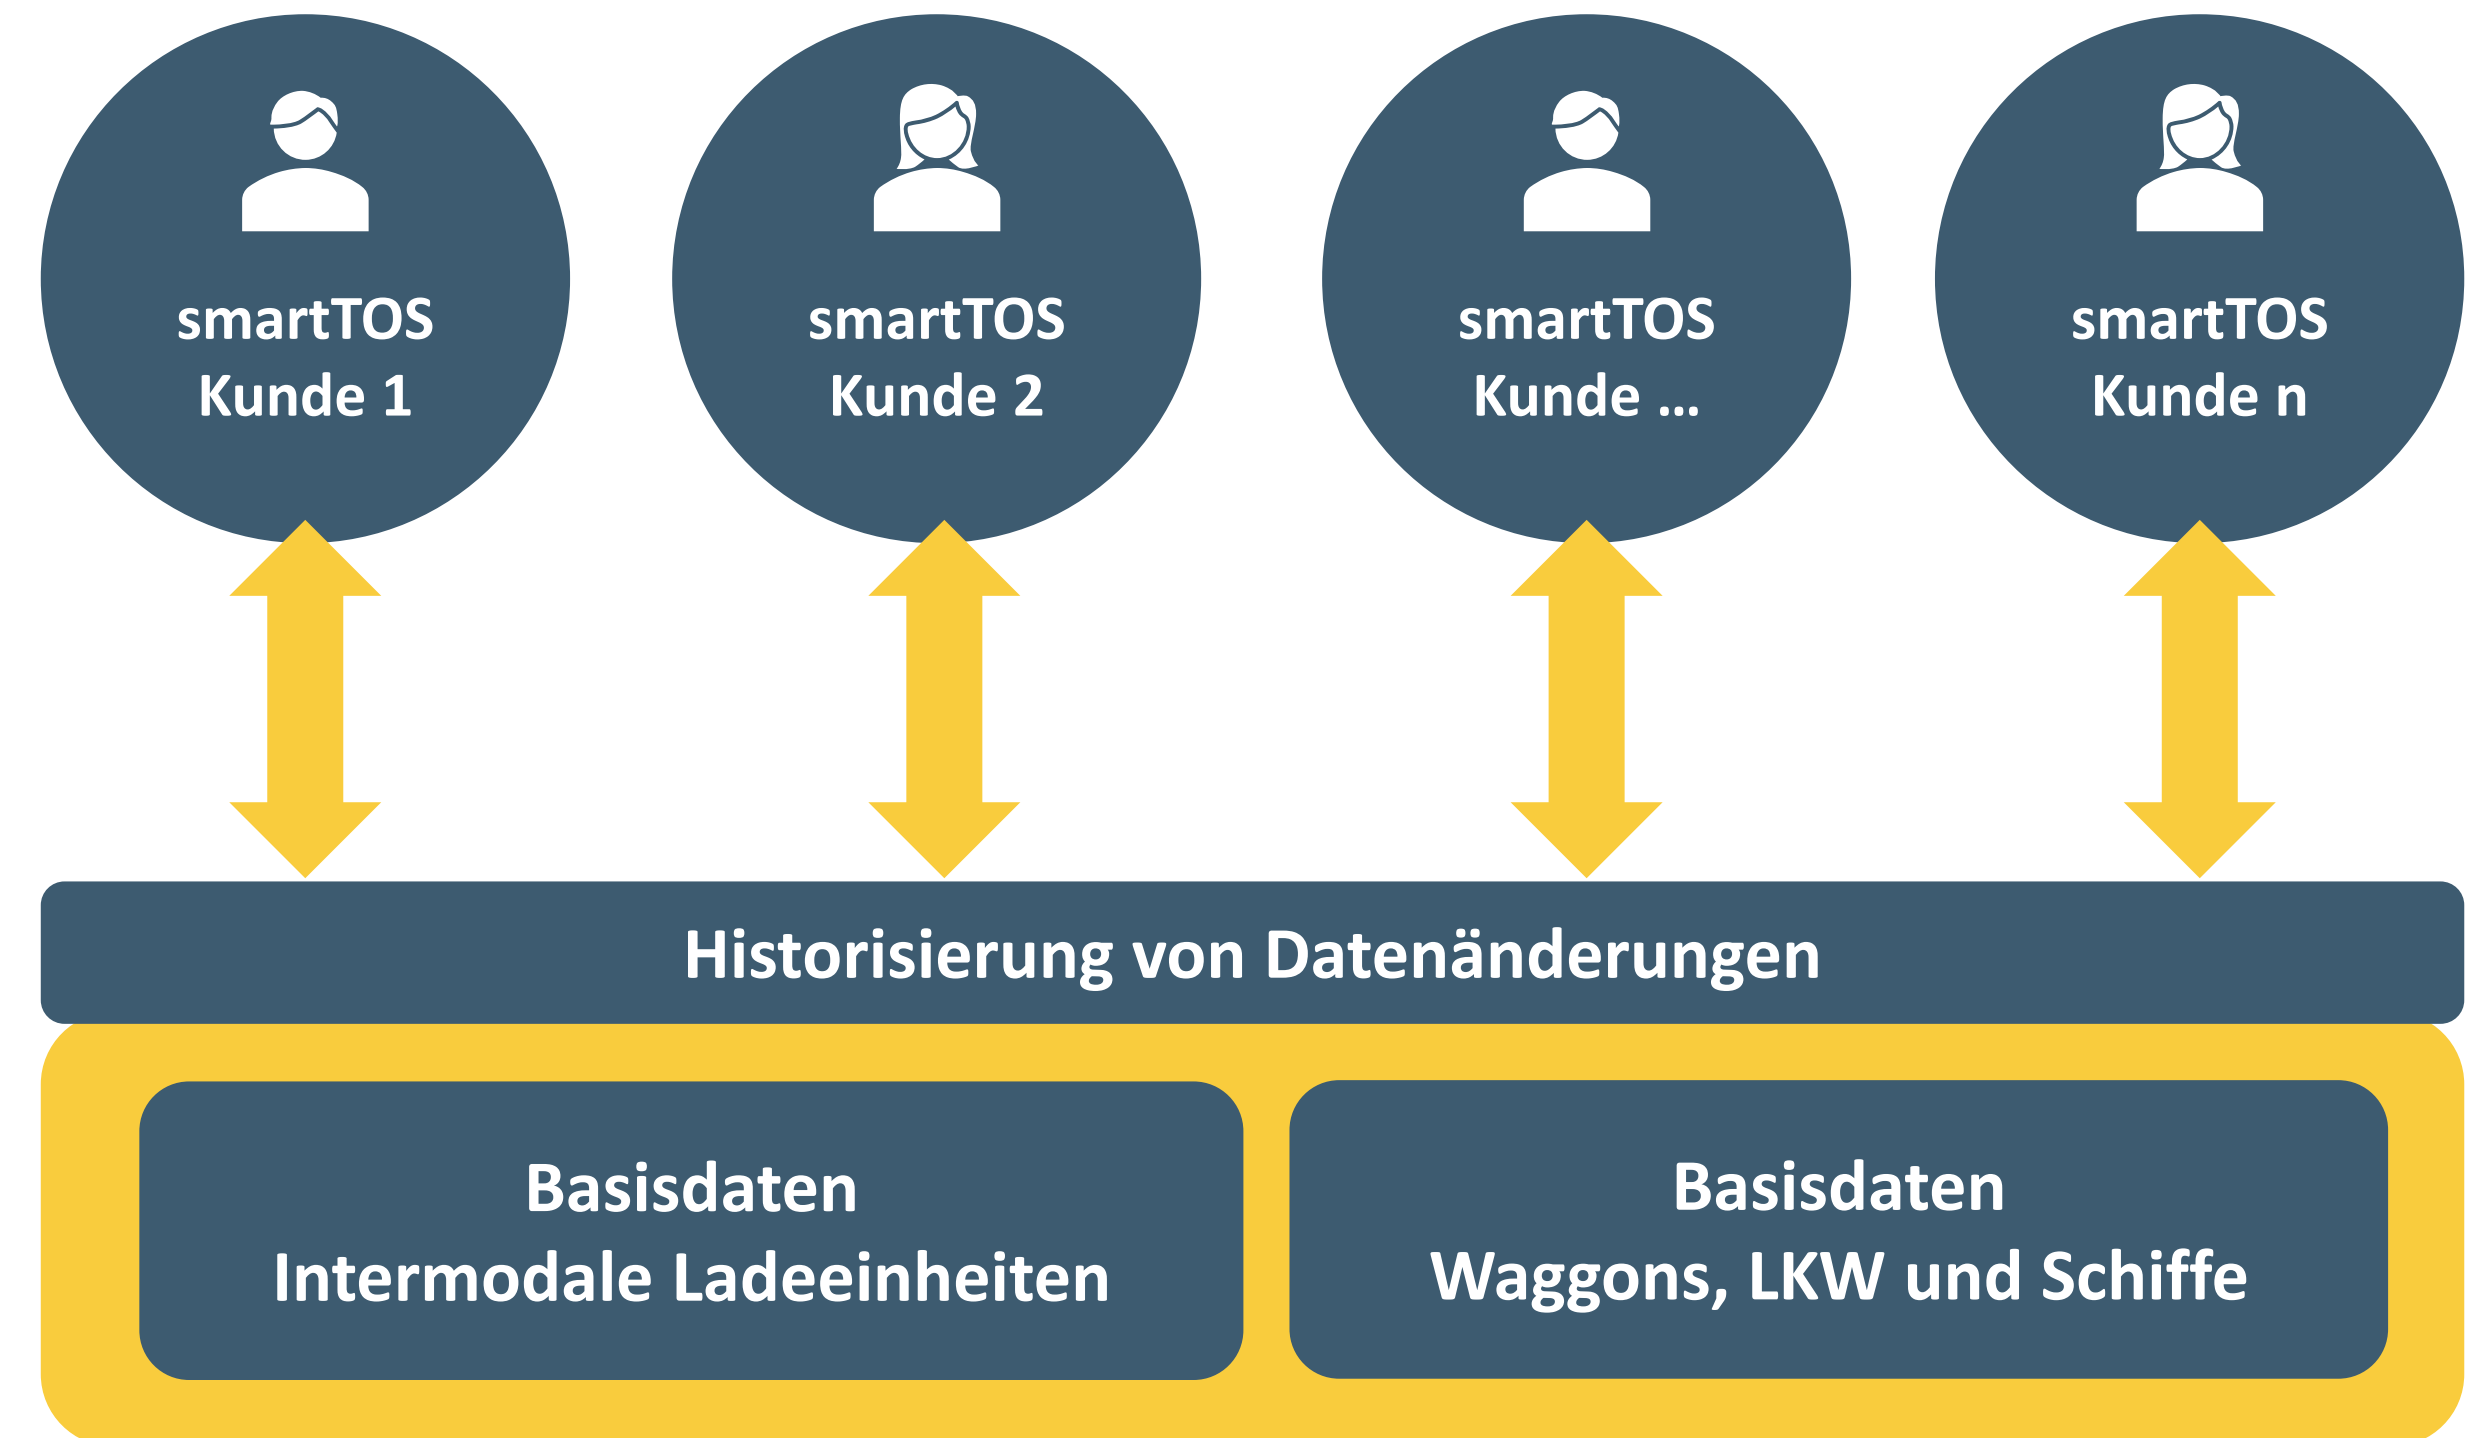 smartTOS
Kunde 1
smartTOS
Kunde 2
smartTOS
Kunde ...
smartTOS
Kunde n
Historisierung von Datenänderungen
Basisdaten
Intermodale Ladeeinheiten
Basisdaten
Waggons, LKW und Schiffe